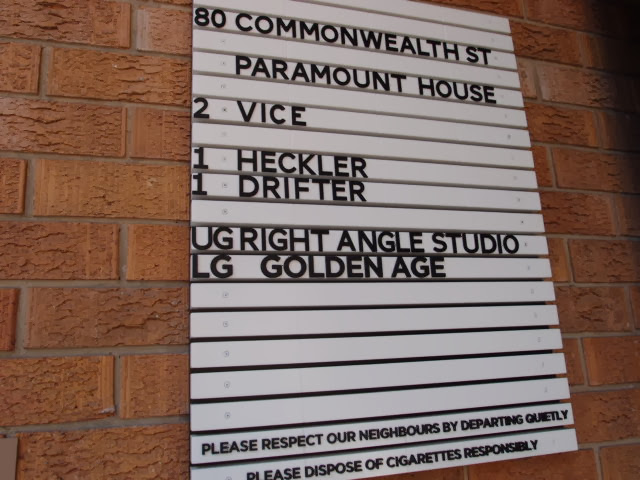 80 COMMONWEALTH ST
PARAMOUNT HOUSE
2 VICE
1 HECKLER
1 DRIFTER
UG RIGHT ANGLE STUDIO
LG GOLDEN AGE
PLEASE RESPECT OUR NEIGHBOURS BY DEPARTING QUIETLY
PLEASE DISPOSE OF CIGARETTES RESPONSIBLY